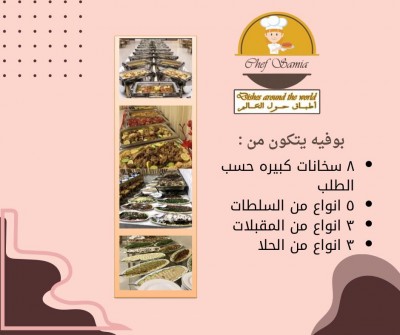 Chef Samia
Dishes around the world
أطباق حول العالم
بوفيه يتكون من :
٨ سخانات كبيره حسب
الطلب
٥ انواع من السلطات
٣ انواع من المقبلات
٣ انواع من الحلا